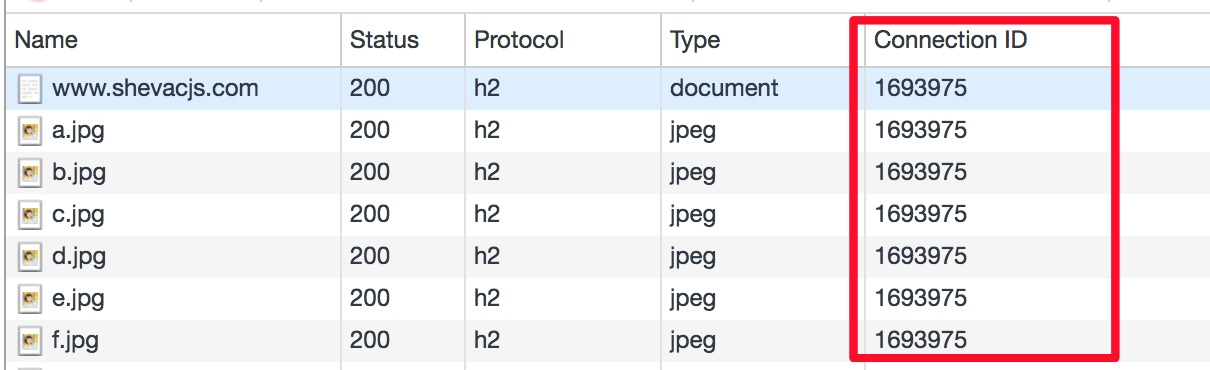 Name Status Protocol Type Connection ID
www.shevacjs.com 200 h2 document 1693975
a.jpg 200 h2 jpeg 1693975
b.jpg 200 h2 jpeg 1693975
c.jpg 200 h2 jpeg 1693975
d.jpg 200 h2 jpeg 1693975
e.jpg 200 h2 jpeg 1693975
f.jpg 200 h2 jpeg 1693975